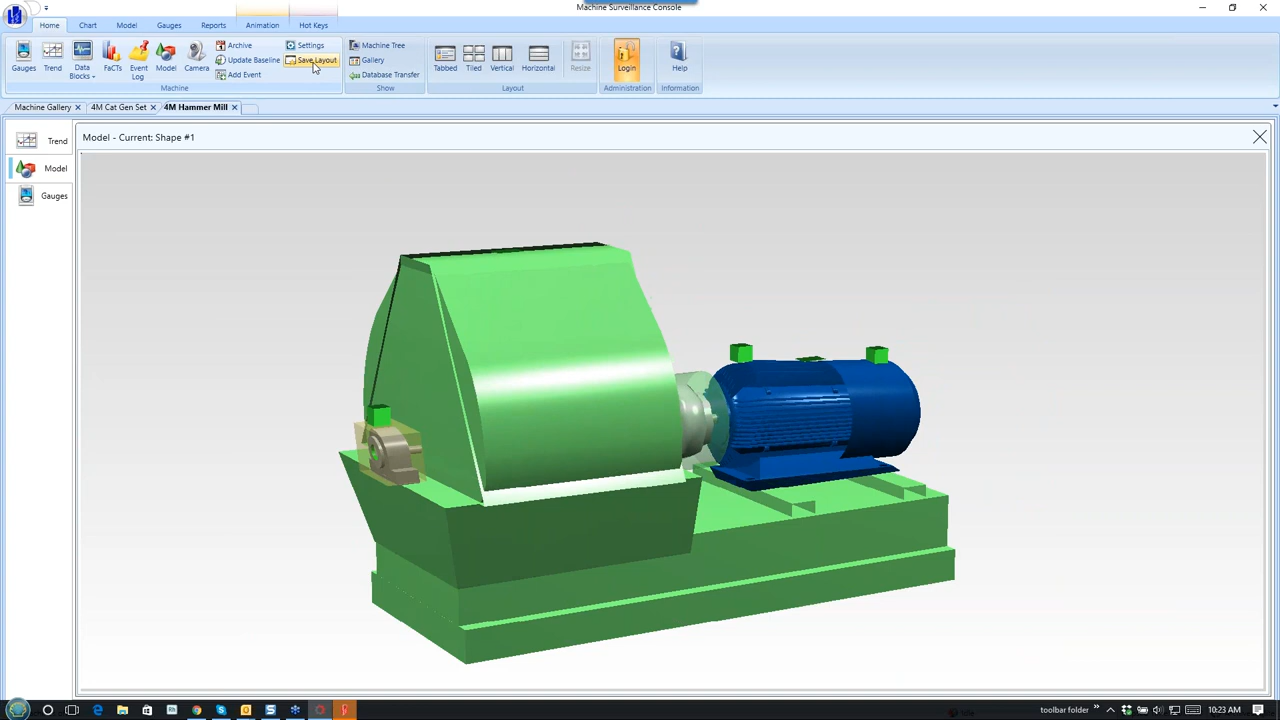 Machine Surveillance Console
Home Chart Model Gauges Reports Animation Hot Keys
Gauges Trend Data Blocks FaCTs Event Log Model Camera
Archive
Update Baseline
Add Event
Settings
Save Layout
Machine
Machine Tree
Gallery
Database Transfer
Show
Tabbed Tiled Vertical Horizontal Resize
Layout
Login
Administration
Help
Information
Machine Gallery 4M Cat Gen Set 4M Hammer Mill
Trend
Model
Gauges
Model - Current: Shape #1
toolbar folder
10:23 AM